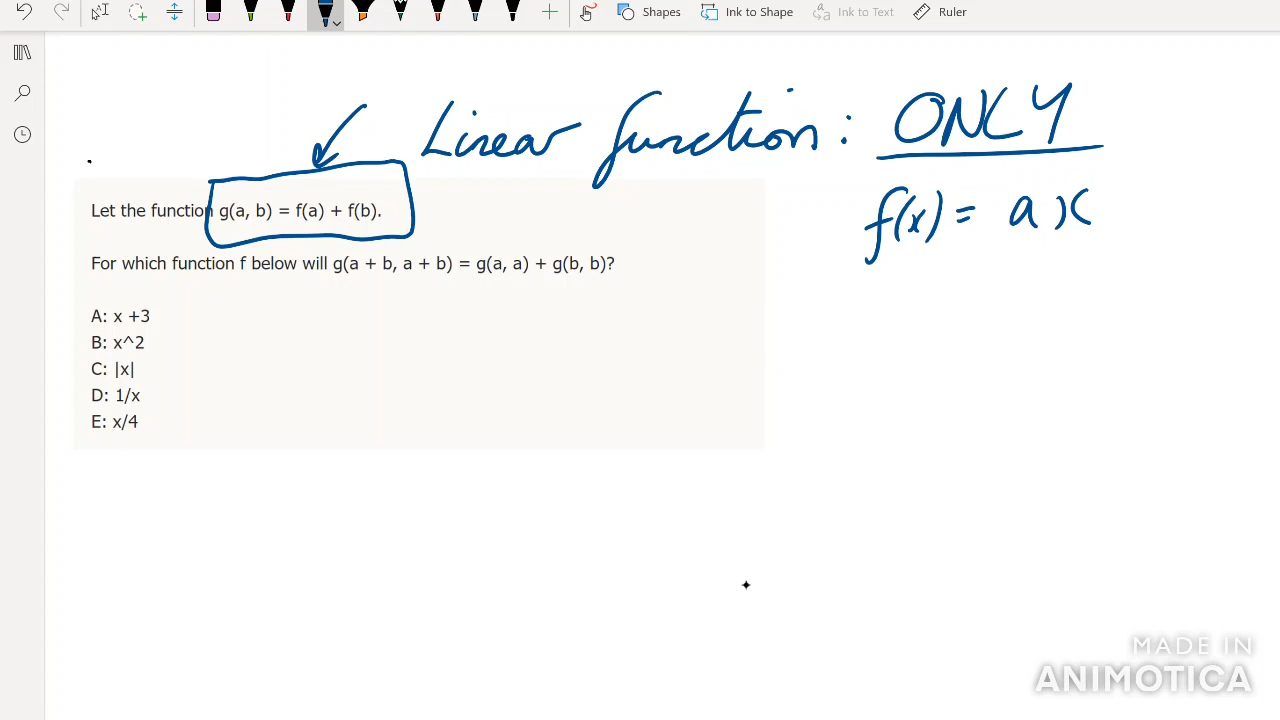 Shapes Ink to Shape Ink to Text Ruler
Linear function: ONLY
f(x) = ax
Let the function g(a, b) = f(a) + f(b).
For which function f below will g(a + b, a + b) = g(a, a) + g(b, b)?
A: x +3
B: x^2
C: |x|
D: 1/x
E: x/4
MADE IN
ANIMOTICA